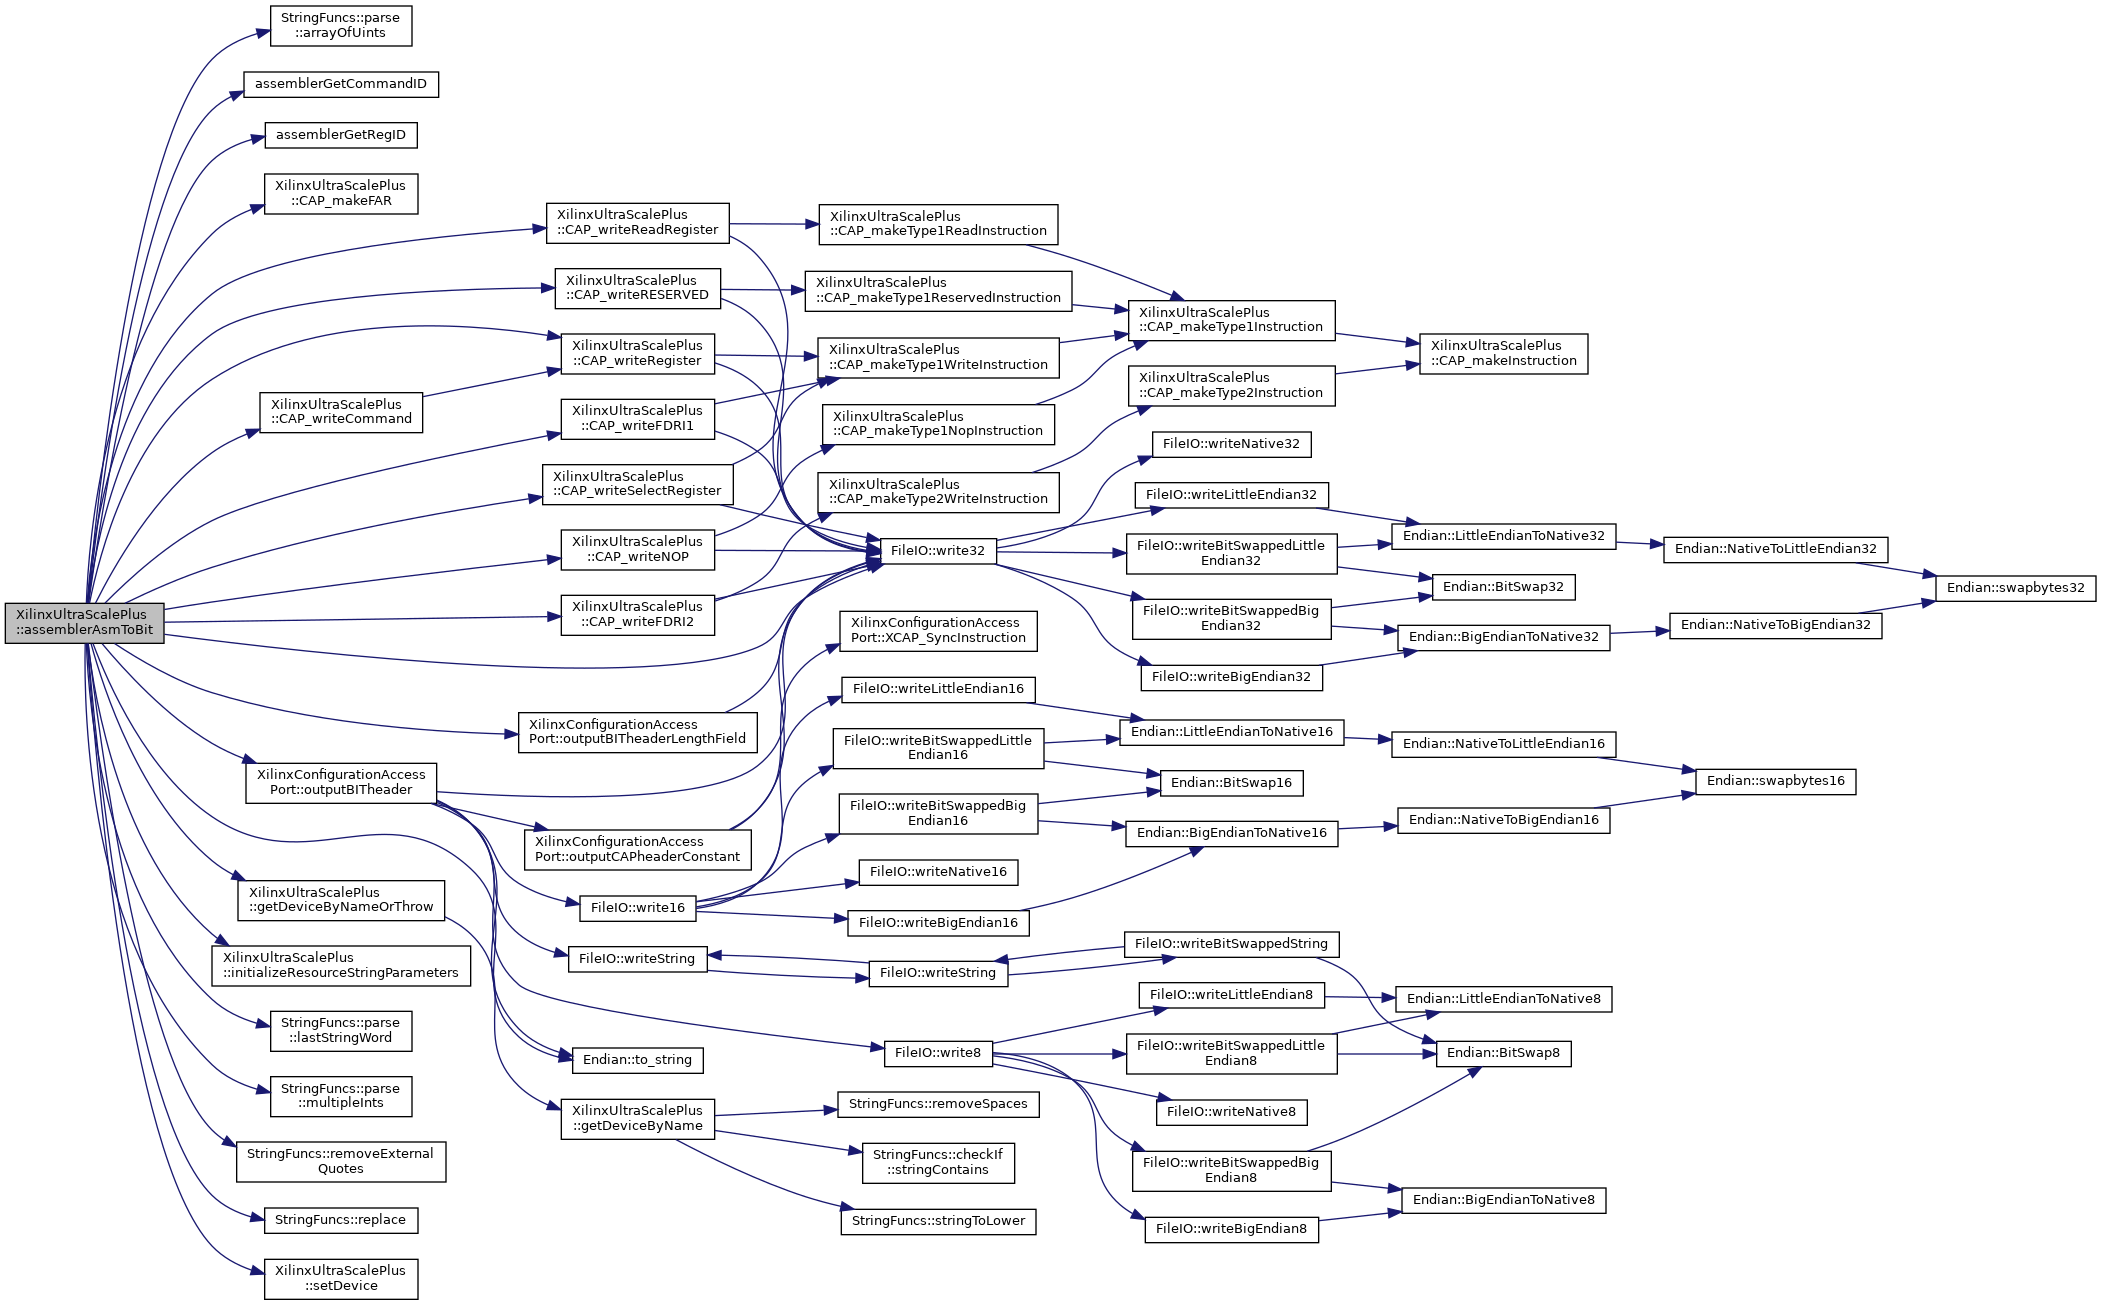 StringFuncs::parse
::arrayOfUints
assemblerGetCommandID
assemblerGetRegID
XilinxUltraScalePlus
::CAP_makeFAR
XilinxUltraScalePlus
::CAP_writeCommand
XilinxUltraScalePlus
::assemblerAsmToBit
XilinxConfigurationAccess
Port::outputBITheader
XilinxUltraScalePlus
::getDeviceByNameOrThrow
XilinxUltraScalePlus
::initializeResourceStringParameters
StringFuncs::parse
::lastStringWord
StringFuncs::parse
::multipleInts
StringFuncs::removeExternal
Quotes
StringFuncs::replace
XilinxUltraScalePlus
::setDevice
XilinxUltraScalePlus
::CAP_writeReadRegister
XilinxUltraScalePlus
::CAP_writeRESERVED
XilinxUltraScalePlus
::CAP_writeRegister
XilinxUltraScalePlus
::CAP_writeFDRI1
XilinxUltraScalePlus
::CAP_writeSelectRegister
XilinxUltraScalePlus
::CAP_writeNOP
XilinxUltraScalePlus
::CAP_writeFDRI2
XilinxConfigurationAccess
Port::outputBITheaderLengthField
XilinxConfigurationAccess
Port::outputCAPheaderConstant
FileIO::write16
FileIO::writeString
Endian::to_string
XilinxUltraScalePlus
::getDeviceByName
XilinxUltraScalePlus
::CAP_makeType1ReadInstruction
XilinxUltraScalePlus
::CAP_makeType1ReservedInstruction
XilinxUltraScalePlus
::CAP_makeType1WriteInstruction
XilinxUltraScalePlus
::CAP_makeType1NopInstruction
XilinxUltraScalePlus
::CAP_makeType2WriteInstruction
FileIO::write32
XilinxConfigurationAccess
Port::XCAP_SyncInstruction
FileIO::writeLittleEndian16
FileIO::writeBitSwappedLittle
Endian16
FileIO::writeBitSwappedBig
Endian16
FileIO::writeNative16
FileIO::writeBigEndian16
FileIO::writeString
FileIO::write8
StringFuncs::removeSpaces
StringFuncs::checkIf
::stringContains
StringFuncs::stringToLower
XilinxUltraScalePlus
::CAP_makeType1Instruction
XilinxUltraScalePlus
::CAP_makeType2Instruction
FileIO::writeNative32
FileIO::writeLittleEndian32
FileIO::writeBitSwappedLittle
Endian32
FileIO::writeBitSwappedBig
Endian32
FileIO::writeBigEndian32
Endian::LittleEndianToNative16
Endian::BitSwap16
Endian::BigEndianToNative16
FileIO::writeBitSwappedString
FileIO::writeLittleEndian8
FileIO::writeBitSwappedLittle
Endian8
FileIO::writeNative8
FileIO::writeBitSwappedBig
Endian8
FileIO::writeBigEndian8
XilinxUltraScalePlus
::CAP_makeInstruction
Endian::LittleEndianToNative32
Endian::BitSwap32
Endian::BigEndianToNative32
Endian::NativeToLittleEndian16
Endian::NativeToBigEndian16
Endian::LittleEndianToNative8
Endian::BitSwap8
Endian::BigEndianToNative8
Endian::NativeToLittleEndian32
Endian::NativeToBigEndian32
Endian::swapbytes16
Endian::swapbytes32